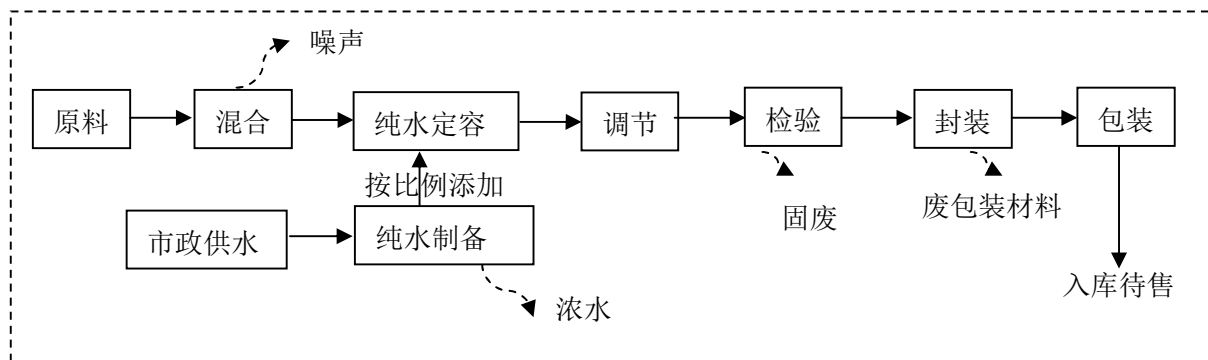 噪声
原料
混合
纯水定容
调节
检验
封装
包装
按比例添加
固废
废包装材料
市政供水
纯水制备
入库待售
浓水